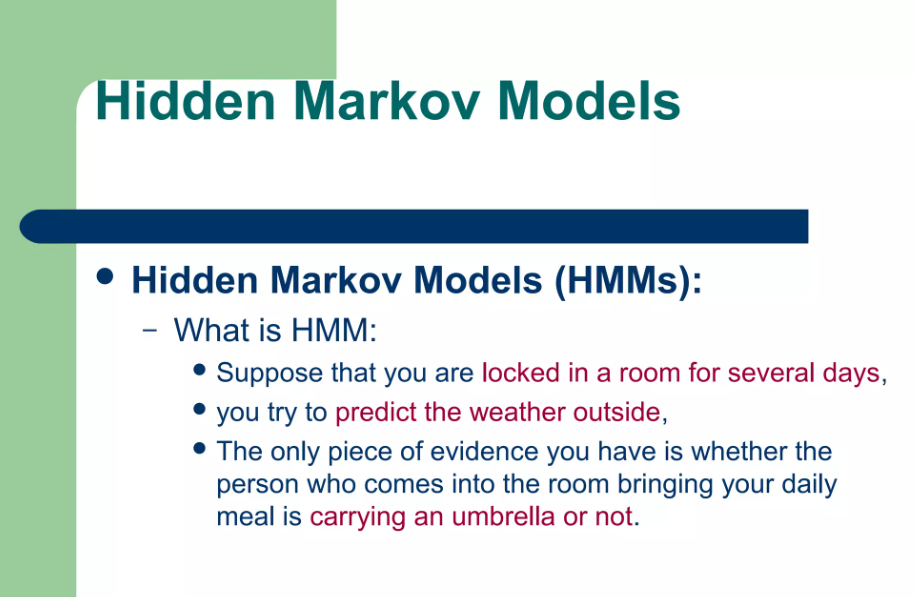 Hidden Markov Models
• Hidden Markov Models (HMMs):
– What is HMM:
• Suppose that you are locked in a room for several days,
• you try to predict the weather outside,
• The only piece of evidence you have is whether the
person who comes into the room bringing your daily
meal is carrying an umbrella or not.